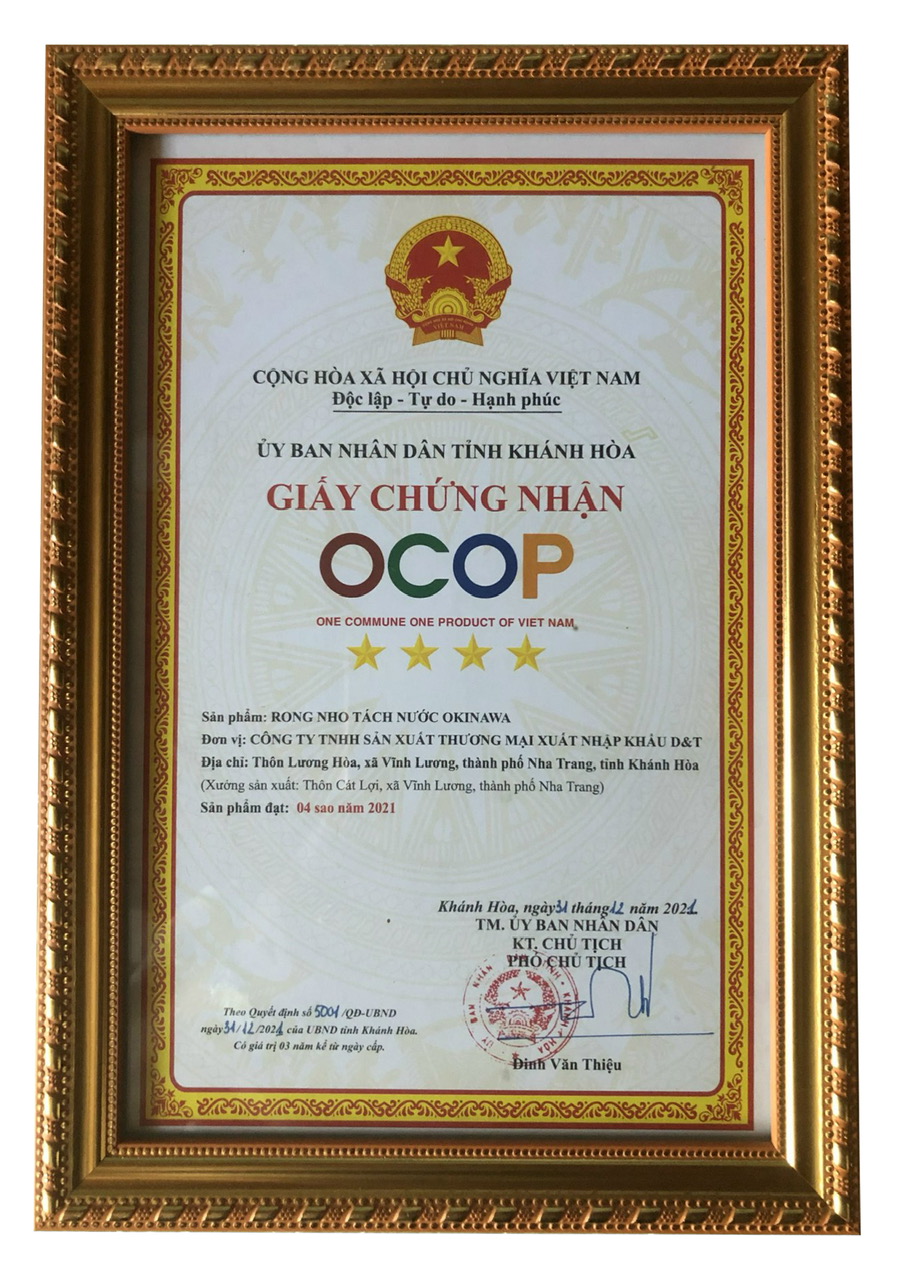 VIỆT NAM
CỘNG HÒA XÃ HỘI CHỦ NGHĨA VIỆT NAM
Độc lập - Tự do - Hạnh phúc
ỦY BAN NHÂN DÂN TỈNH KHÁNH HÒA
GIẤY CHỨNG NHẬN
OCOP
ONE COMMUNE ONE PRODUCT OF VIET NAM
Sản phẩm: RONG NHO TÁCH NƯỚC OKINAWA
Đơn vị: CÔNG TY TNHH SẢN XUẤT THƯƠNG MẠI XUẤT NHẬP KHẨU D&T
Địa chỉ: Thôn Lương Hòa, xã Vĩnh Lương, thành phố Nha Trang, tỉnh Khánh Hòa
(Xưởng sản xuất: Thôn Cát Lợi, xã Vĩnh Lương, thành phố Nha Trang)
Sản phẩm đạt: 04 sao năm 2021
Khánh Hòa, ngày 31 tháng 12 năm 2021
TM. ỦY BAN NHÂN DÂN
KT. CHỦ TỊCH
PHÓ CHỦ TỊCH
Đinh Văn Thiệu
Theo Quyết định số 5001/QĐ-UBND
ngày 31/12/2021 của UBND tỉnh Khánh Hòa.
Có giá trị 03 năm kể từ ngày cấp.